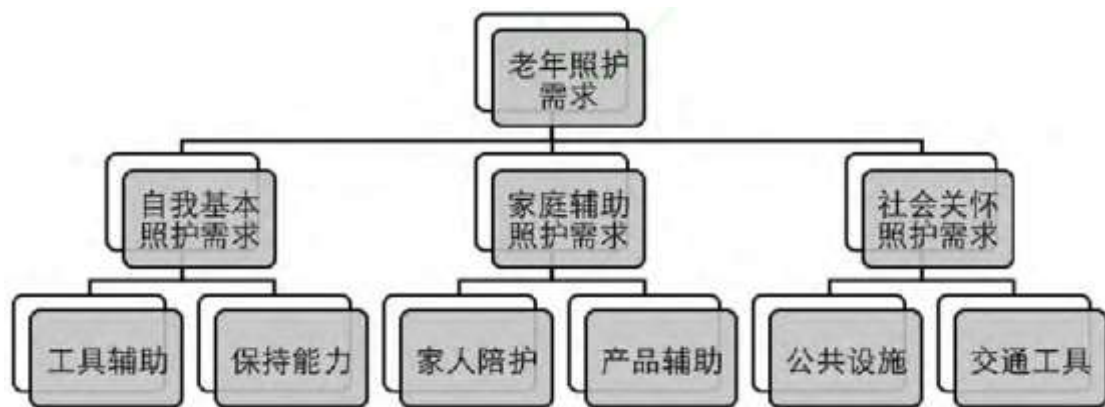 老年照护
需求
自我基本
照护需求
家庭辅助
照护需求
社会关怀
照护需求
工具辅助
保持能力
家人陪护
产品辅助
公共设施
交通工具